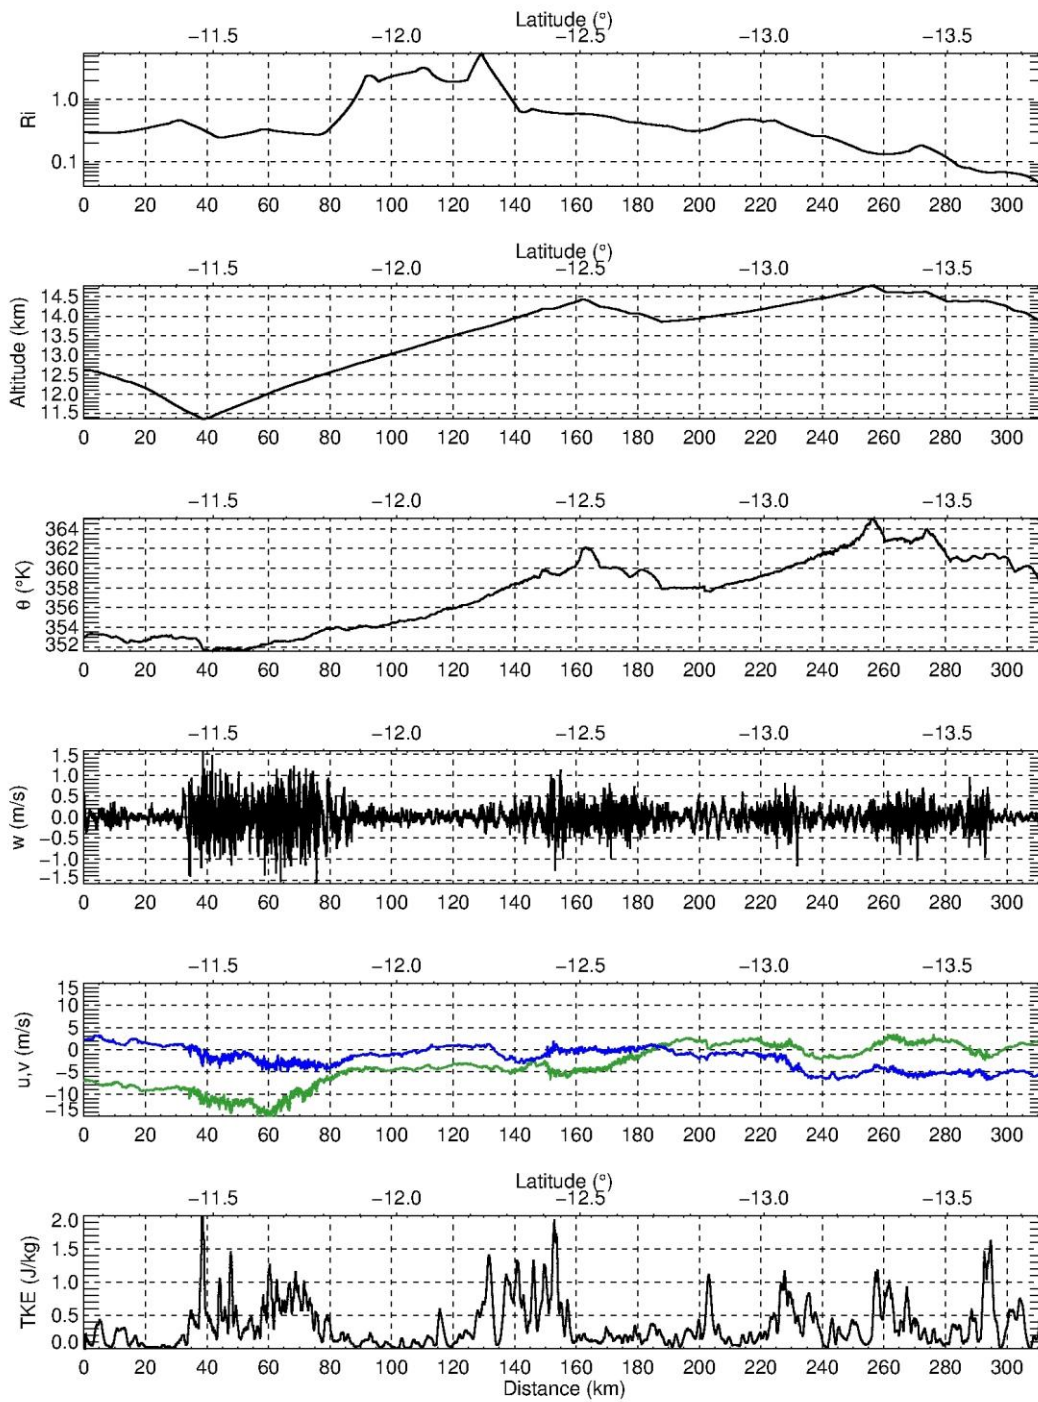 Latitude (°)
−11.5 −12.0 −12.5 −13.0 −13.5
Ri
1.0
0.1
0 20 40 60 80 100 120 140 160 180 200 220 240 260 280 300
Latitude (°)
−11.5 −12.0 −12.5 −13.0 −13.5
Altitude (km)
14.5
14.0
13.5
13.0
12.5
12.0
11.5
0 20 40 60 80 100 120 140 160 180 200 220 240 260 280 300
−11.5 −12.0 −12.5 −13.0 −13.5
θ (°K)
364
362
360
358
356
354
352
0 20 40 60 80 100 120 140 160 180 200 220 240 260 280 300
−11.5 −12.0 −12.5 −13.0 −13.5
w (m/s)
1.5
1.0
0.5
0.0
−0.5
−1.0
−1.5
0 20 40 60 80 100 120 140 160 180 200 220 240 260 280 300
−11.5 −12.0 −12.5 −13.0 −13.5
u,v (m/s)
15
10
5
0
−5
−10
−15
0 20 40 60 80 100 120 140 160 180 200 220 240 260 280 300
Latitude (°)
−11.5 −12.0 −12.5 −13.0 −13.5
TKE (J/kg)
2.0
1.5
1.0
0.5
0.0
0 20 40 60 80 100 120 140 160 180 200 220 240 260 280 300
Distance (km)